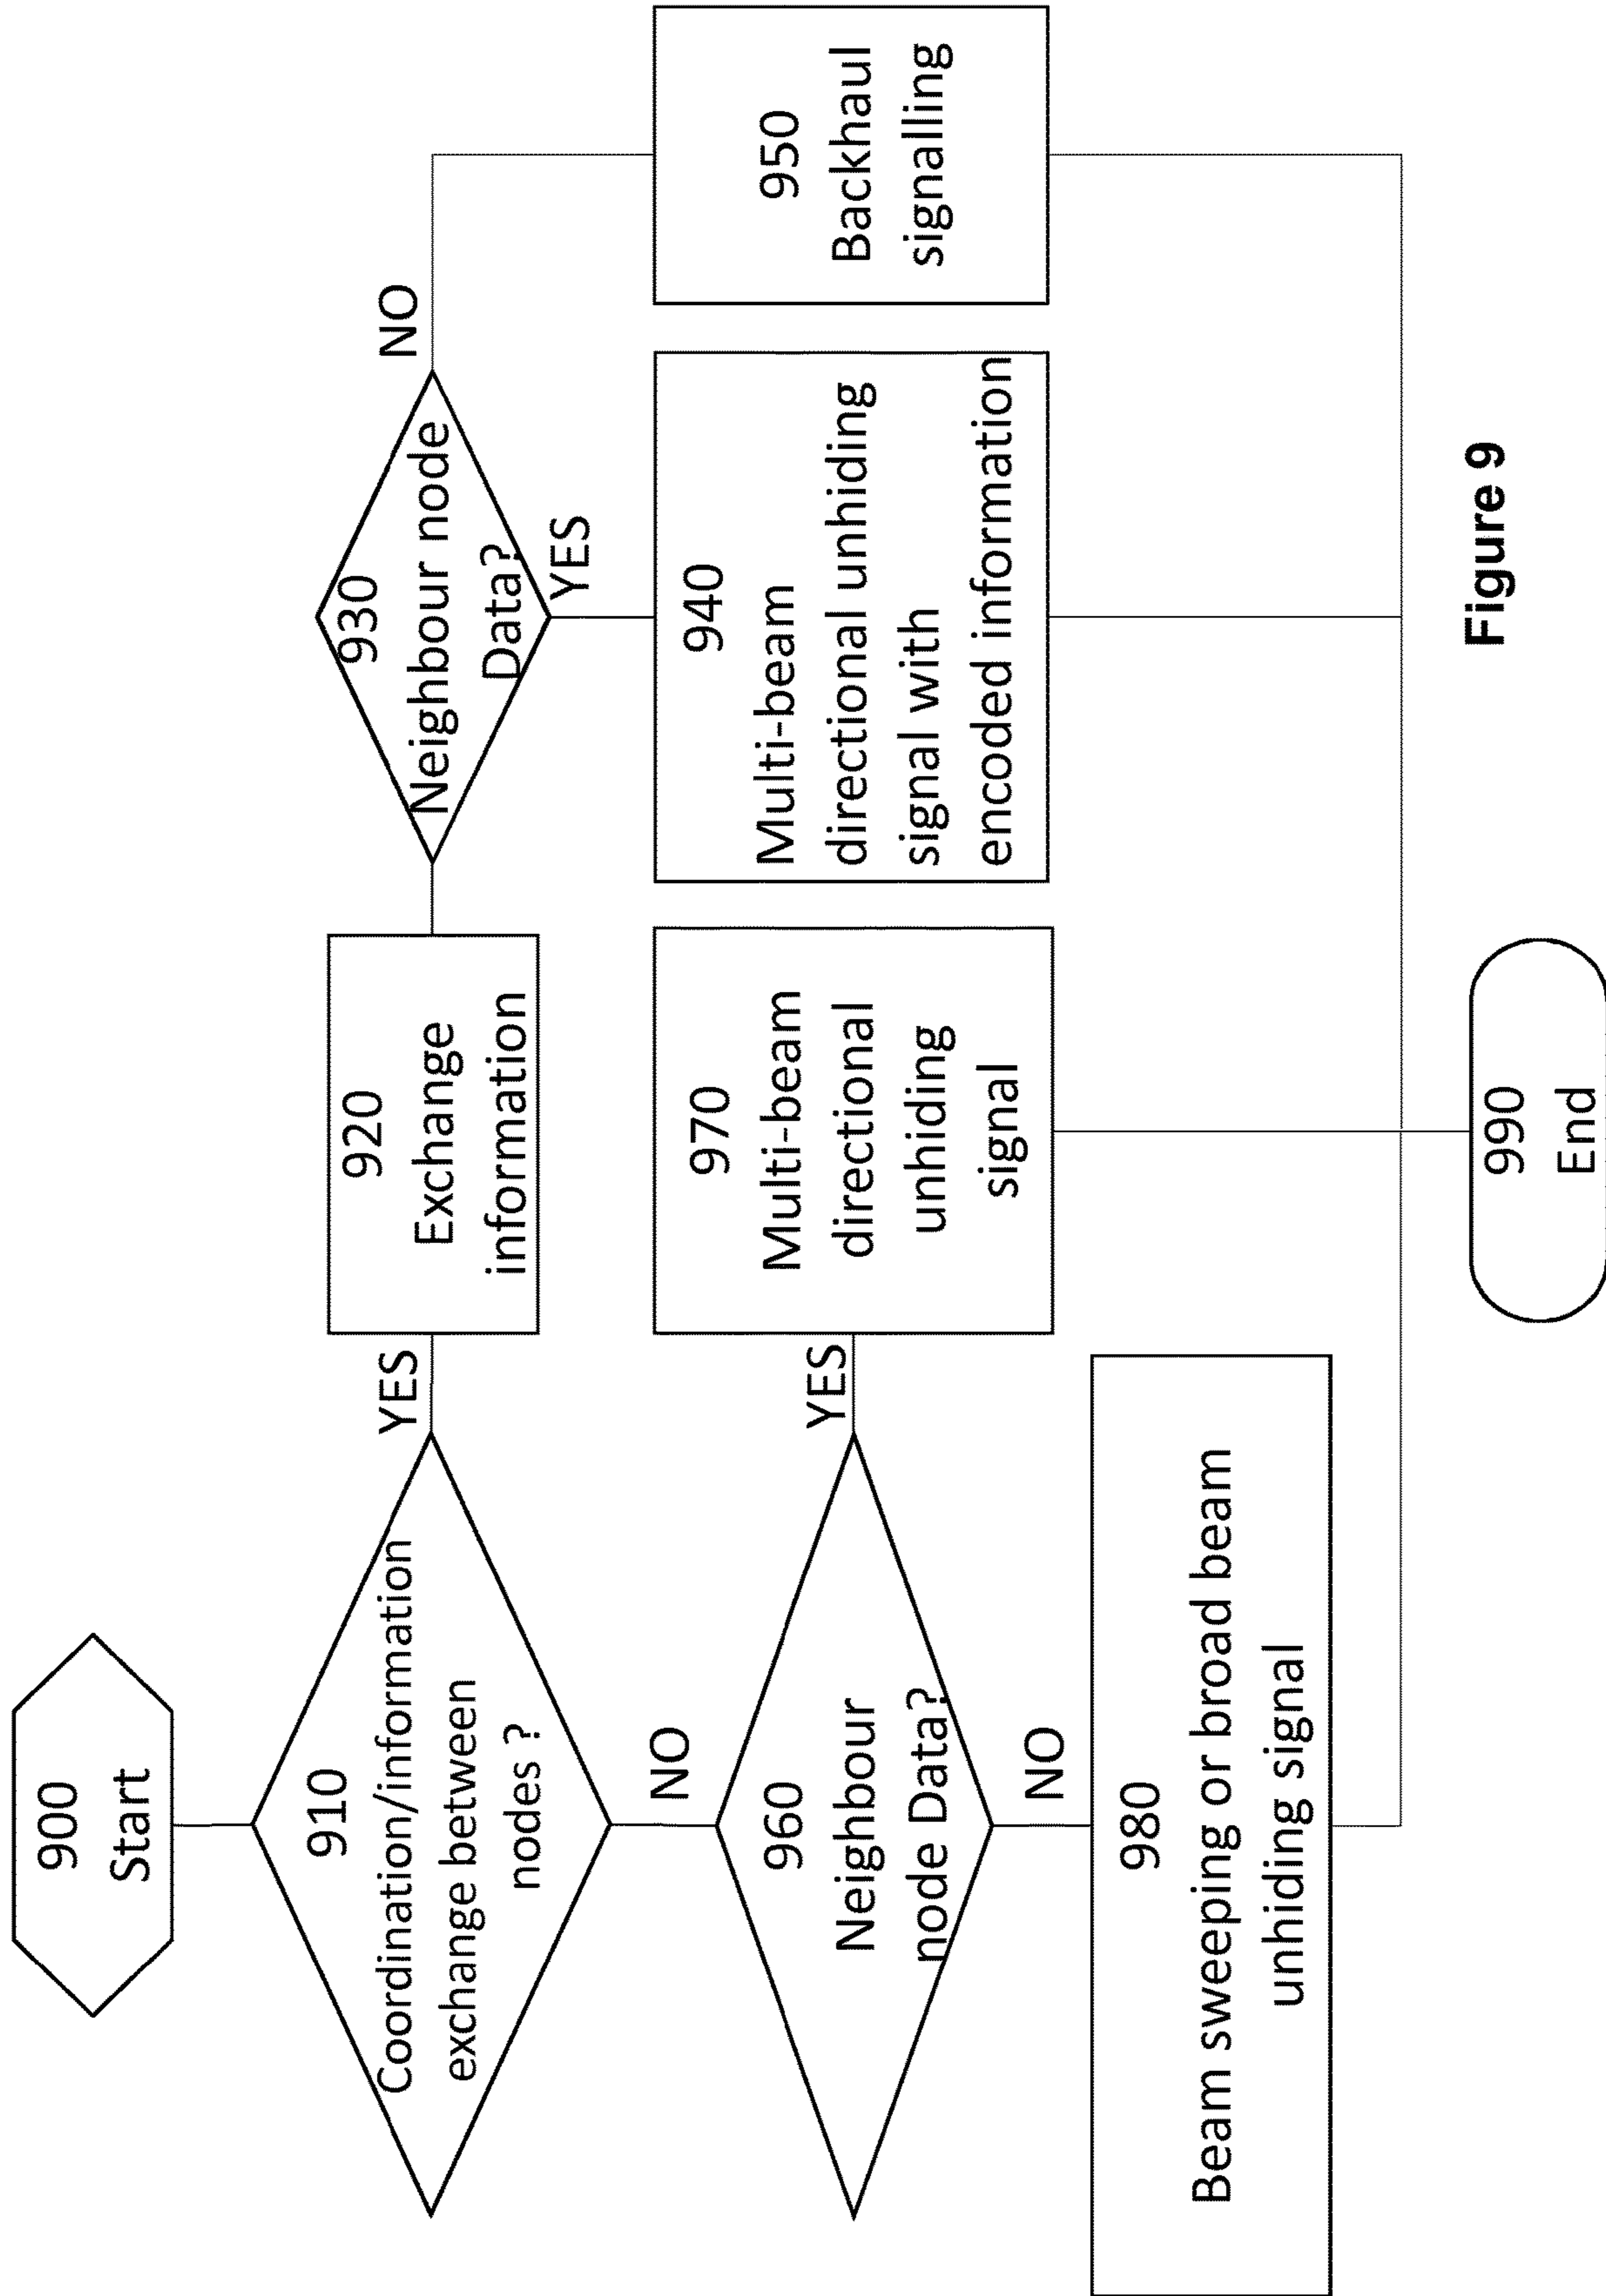 900
Start
910
Coordination/information
exchange between
nodes ?
YES
920
Exchange
information
930
Neighbour node
Data?
NO
YES
940
Multi-beam
directional unhiding
signal with
encoded information
950
Backhaul
signalling
NO
960
Neighbour
node Data?
YES
970
Multi-beam
directional
unhiding
signal
NO
980
Beam sweeping or broad beam
unhiding signal
990
End
Figure 9